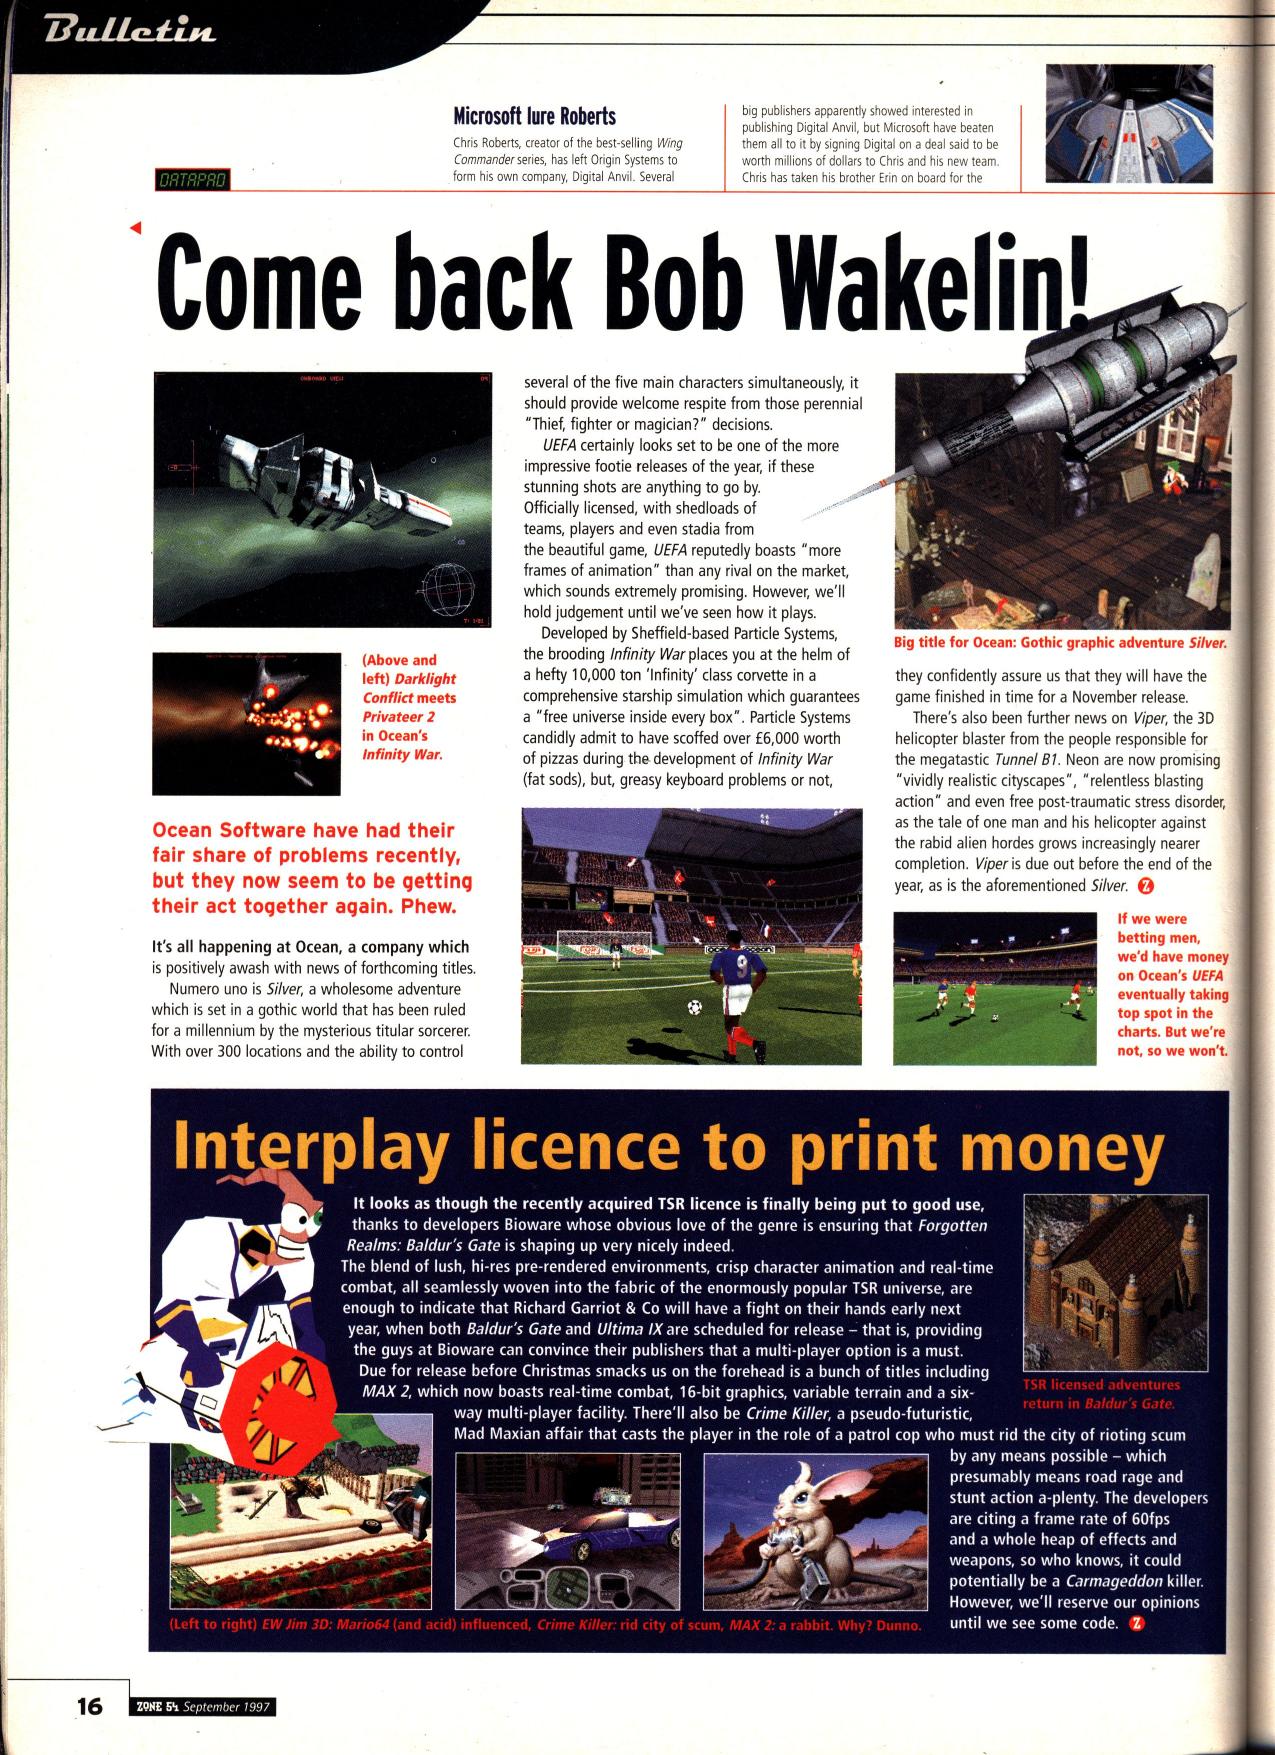 Bulletin
DATAPAD
Microsoft lure Roberts
Chris Roberts, creator of the best-selling Wing
Commander series, has left Origin Systems to
form his own company, Digital Anvil. Several
big publishers apparently showed interested in
publishing Digital Anvil, but Microsoft have beaten
them all to it by signing Digital on a deal said to be
worth millions of dollars to Chris and his new team.
Chris has taken his brother Erin on board for the
Come back Bob Wakelin!
ONBOARD VIEW
(Above and
left) Darklight
Conflict meets
Privateer 2
in Ocean's
Infinity War.
Ocean Software have had their
fair share of problems recently,
but they now seem to be getting
their act together again. Phew.
It's all happening at Ocean, a company which
is positively awash with news of forthcoming titles.
Numero uno is Silver, a wholesome adventure
which is set in a gothic world that has been ruled
for a millennium by the mysterious titular sorcerer.
With over 300 locations and the ability to control
several of the five main characters simultaneously, it
should provide welcome respite from those perennial
"Thief, fighter or magician?" decisions.
UEFA certainly looks set to be one of the more
impressive footie releases of the year, if these
stunning shots are anything to go by.
Officially licensed, with shedloads of
teams, players and even stadia from
the beautiful game, UEFA reputedly boasts "more
frames of animation" than any rival on the market,
which sounds extremely promising. However, we'll
hold judgement until we've seen how it plays.
Developed by Sheffield-based Particle Systems,
the brooding Infinity War places you at the helm of
a hefty 10,000 ton 'Infinity' class corvette in a
comprehensive starship simulation which guarantees
a "free universe inside every box". Particle Systems
candidly admit to have scoffed over £6,000 worth
of pizzas during the development of Infinity War
(fat sods), but, greasy keyboard problems or not,
9
Big title for Ocean: Gothic graphic adventure Silver.
they confidently assure us that they will have the
game finished in time for a November release.
There's also been further news on Viper, the 3D
helicopter blaster from the people responsible for
the megatastic Tunnel B1. Neon are now promising
"vividly realistic cityscapes", "relentless blasting
action" and even free post-traumatic stress disorder,
as the tale of one man and his helicopter against
the rabid alien hordes grows increasingly nearer
completion. Viper is due out before the end of the
year, as is the aforementioned Silver. Z
If we were
betting men,
we'd have money
on Ocean's UEFA
eventually taking
top spot in the
charts. But we're
not, so we won't.
Interplay licence to print money
It looks as though the recently acquired TSR licence is finally being put to good use,
thanks to developers Bioware whose obvious love of the genre is ensuring that Forgotten
Realms: Baldur's Gate is shaping up very nicely indeed.
The blend of lush, hi-res pre-rendered environments, crisp character animation and real-time
combat, all seamlessly woven into the fabric of the enormously popular TSR universe, are
enough to indicate that Richard Garriot & Co will have a fight on their hands early next
year, when both Baldur's Gate and Ultima IX are scheduled for release – that is, providing
the guys at Bioware can convince their publishers that a multi-player option is a must.
Due for release before Christmas smacks us on the forehead is a bunch of titles including
MAX 2, which now boasts real-time combat, 16-bit graphics, variable terrain and a six-
way multi-player facility. There'll also be Crime Killer, a pseudo-futuristic,
Mad Maxian affair that casts the player in the role of a patrol cop who must rid the city of rioting scum
by any means possible – which
presumably means road rage and
stunt action a-plenty. The developers
are citing a frame rate of 60fps
and a whole heap of effects and
weapons, so who knows, it could
potentially be a Carmageddon killer.
However, we'll reserve our opinions
until we see some code. Z
TSR licensed adventures
return in Baldur's Gate.
(Left to right) EW Jim 3D: Mario64 (and acid) influenced, Crime Killer: rid city of scum, MAX 2: a rabbit. Why? Dunno.
16
ZONE 54 September 1997